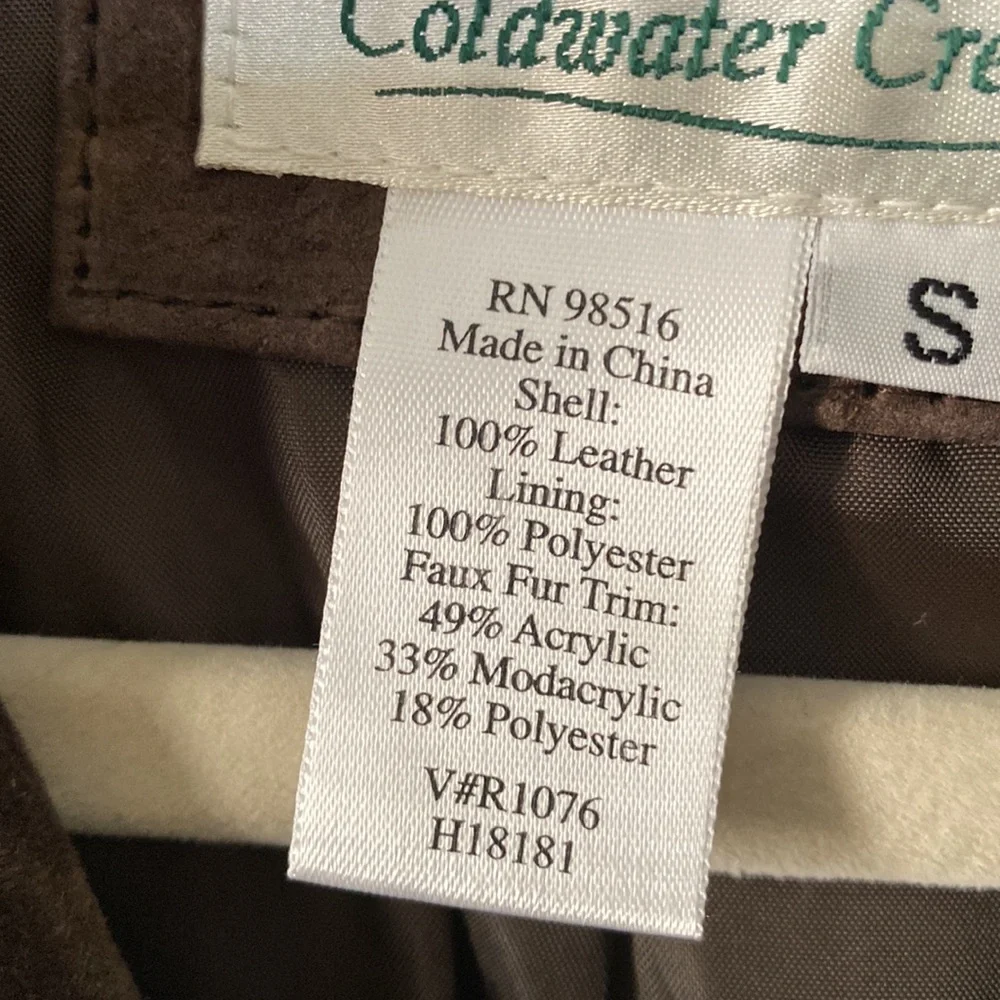 Coldwater Cre
S
RN 98516
Made in China
Shell:
100% Leather
Lining:
100% Polyester
Faux Fur Trim:
49% Acrylic
33% Modacrylic
18% Polyester
V#R1076
H18181